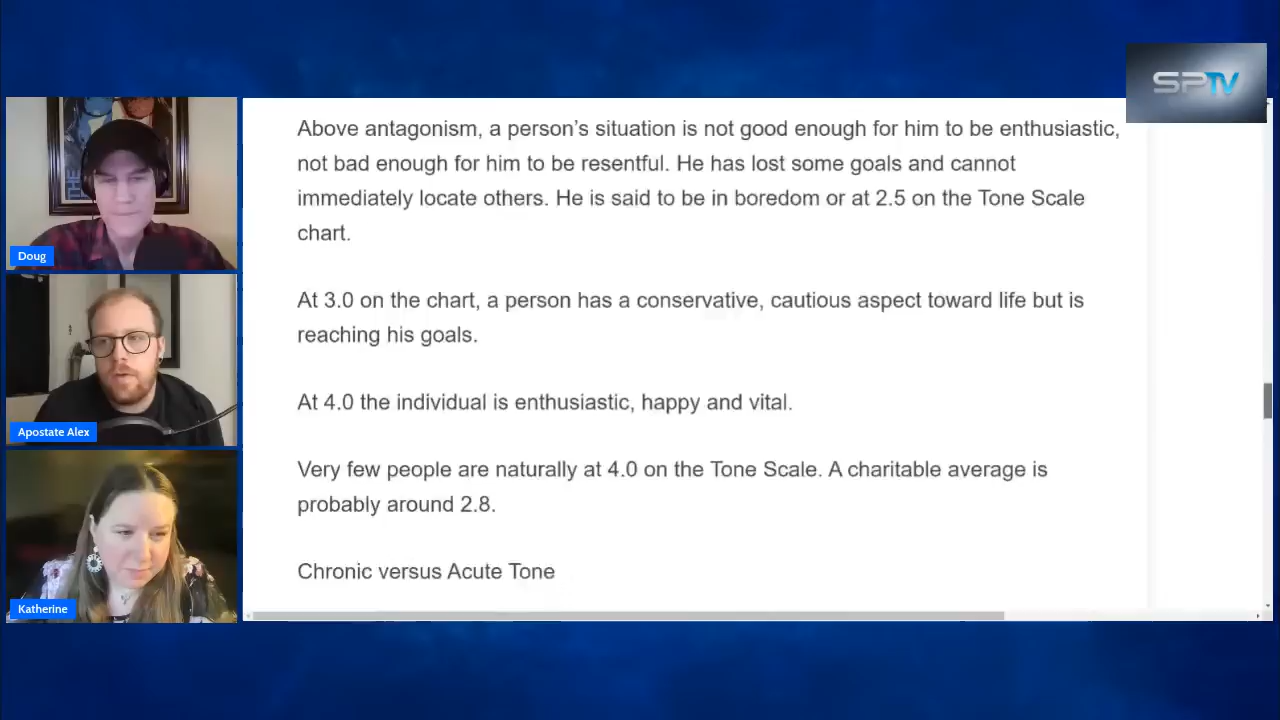 SPTV
Above antagonism, a person's situation is not good enough for him to be enthusiastic,
not bad enough for him to be resentful. He has lost some goals and cannot
immediately locate others. He is said to be in boredom or at 2.5 on the Tone Scale
chart.
At 3.0 on the chart, a person has a conservative, cautious aspect toward life but is
reaching his goals.
At 4.0 the individual is enthusiastic, happy and vital.
Very few people are naturally at 4.0 on the Tone Scale. A charitable average is
probably around 2.8.
Chronic versus Acute Tone
Doug
Apostate Alex
Katherine